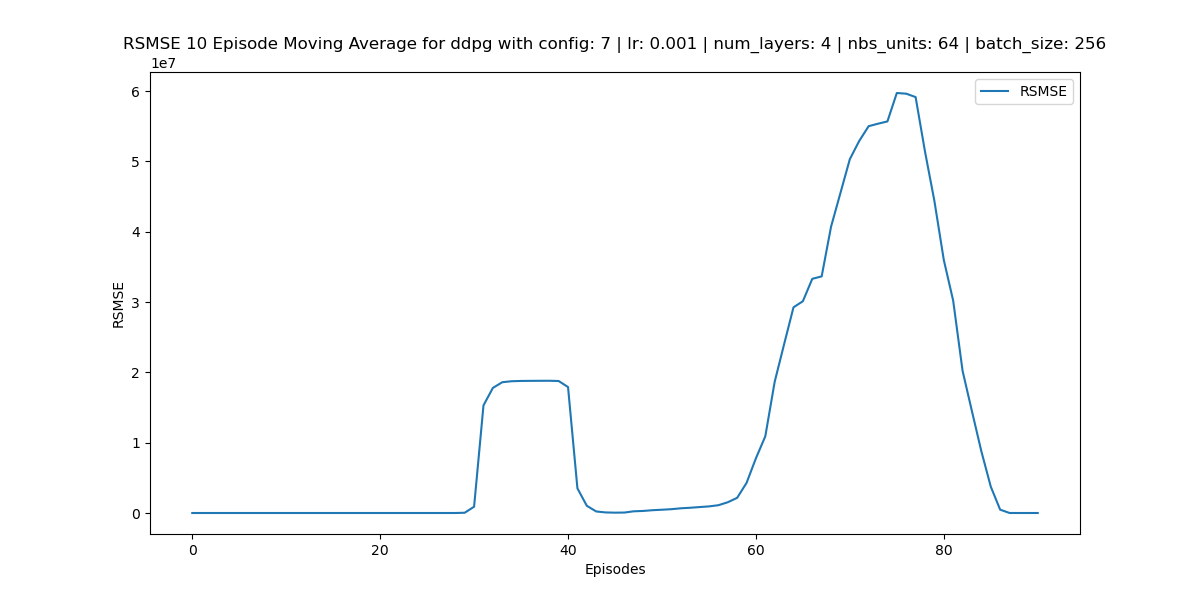 RSMSE 10 Episode Moving Average for ddpg with config: 7 | lr: 0.001 | num_layers: 4 | nbs_units: 64 | batch_size: 256
1e7
RSMSE
6
5
4
3
2
1
0
RSMSE
0 20 40 60 80
Episodes